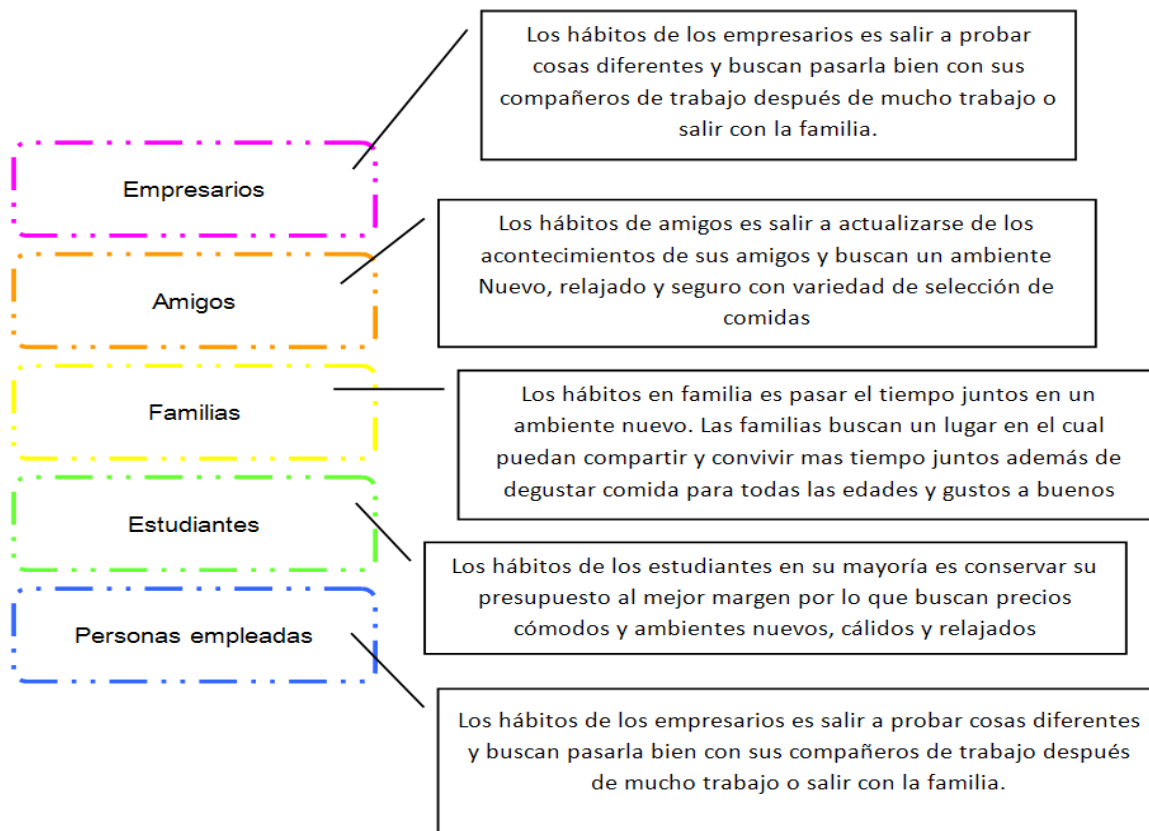 Los hábitos de los empresarios es salir a probar
cosas diferentes y buscan pasarla bien con sus
compañeros de trabajo después de mucho trabajo o
salir con la familia.
Empresarios
Los hábitos de amigos es salir a actualizarse de los
acontecimientos de sus amigos y buscan un ambiente
Nuevo, relajado y seguro con variedad de selección de
comidas
Amigos
Los hábitos en familia es pasar el tiempo juntos en un
ambiente nuevo. Las familias buscan un lugar en el cual
puedan compartir y convivir mas tiempo juntos además de
degustar comida para todas las edades y gustos a buenos
Familias
Estudiantes
Los hábitos de los estudiantes en su mayoría es conservar su
presupuesto al mejor margen por lo que buscan precios
cómodos y ambientes nuevos, cálidos y relajados
Personas empleadas
Los hábitos de los empresarios es salir a probar cosas diferentes
y buscan pasarla bien con sus compañeros de trabajo después
de mucho trabajo o salir con la familia.